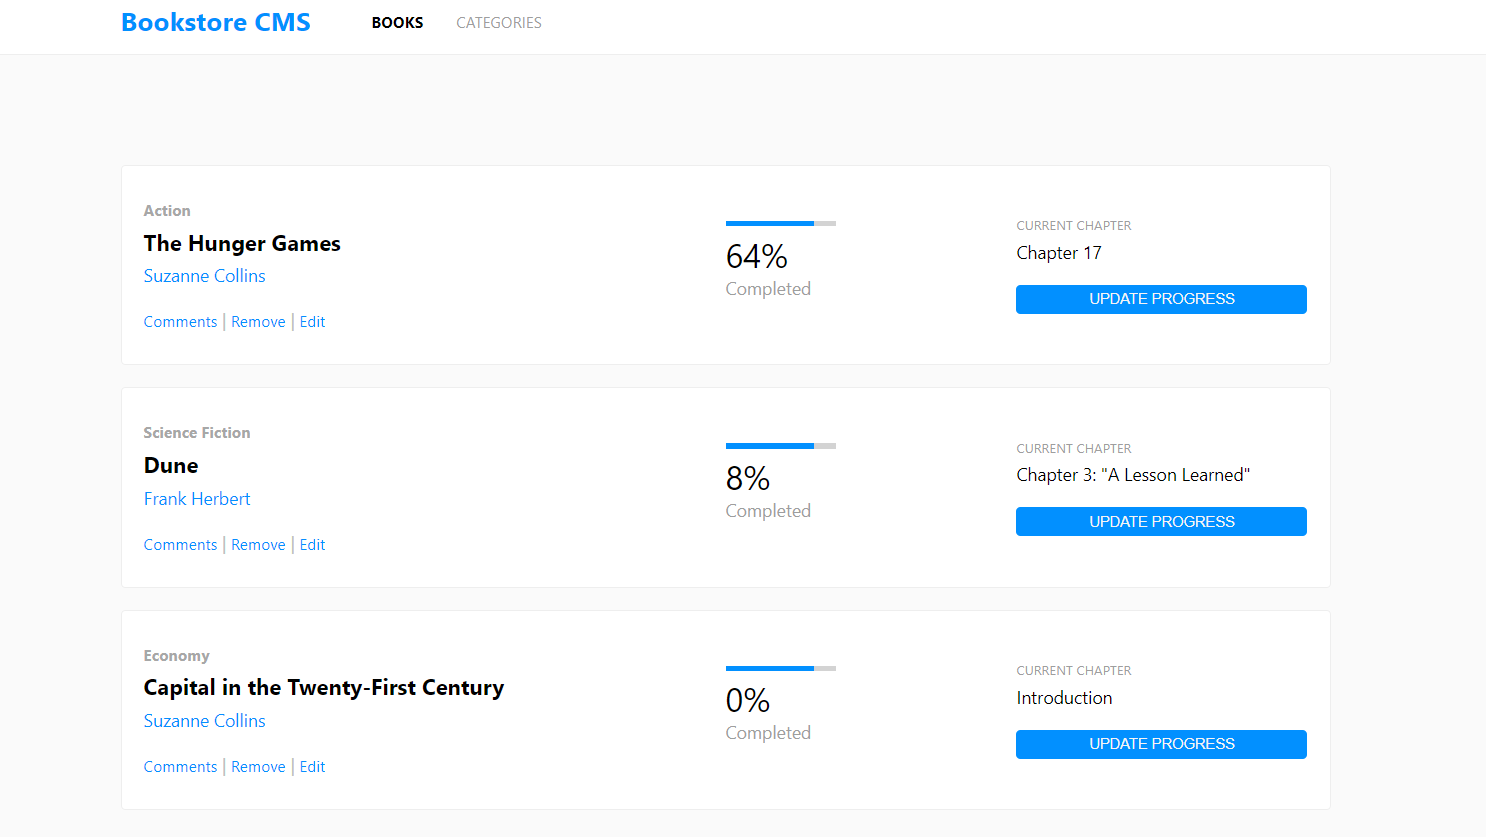 Bookstore CMS BOOKS CATEGORIES
Action
The Hunger Games
Suzanne Collins
Comments | Remove | Edit
64%
Completed
CURRENT CHAPTER
Chapter 17
UPDATE PROGRESS
Science Fiction
Dune
Frank Herbert
Comments | Remove | Edit
8%
Completed
CURRENT CHAPTER
Chapter 3: "A Lesson Learned"
UPDATE PROGRESS
Economy
Capital in the Twenty-First Century
Suzanne Collins
Comments | Remove | Edit
0%
Completed
CURRENT CHAPTER
Introduction
UPDATE PROGRESS